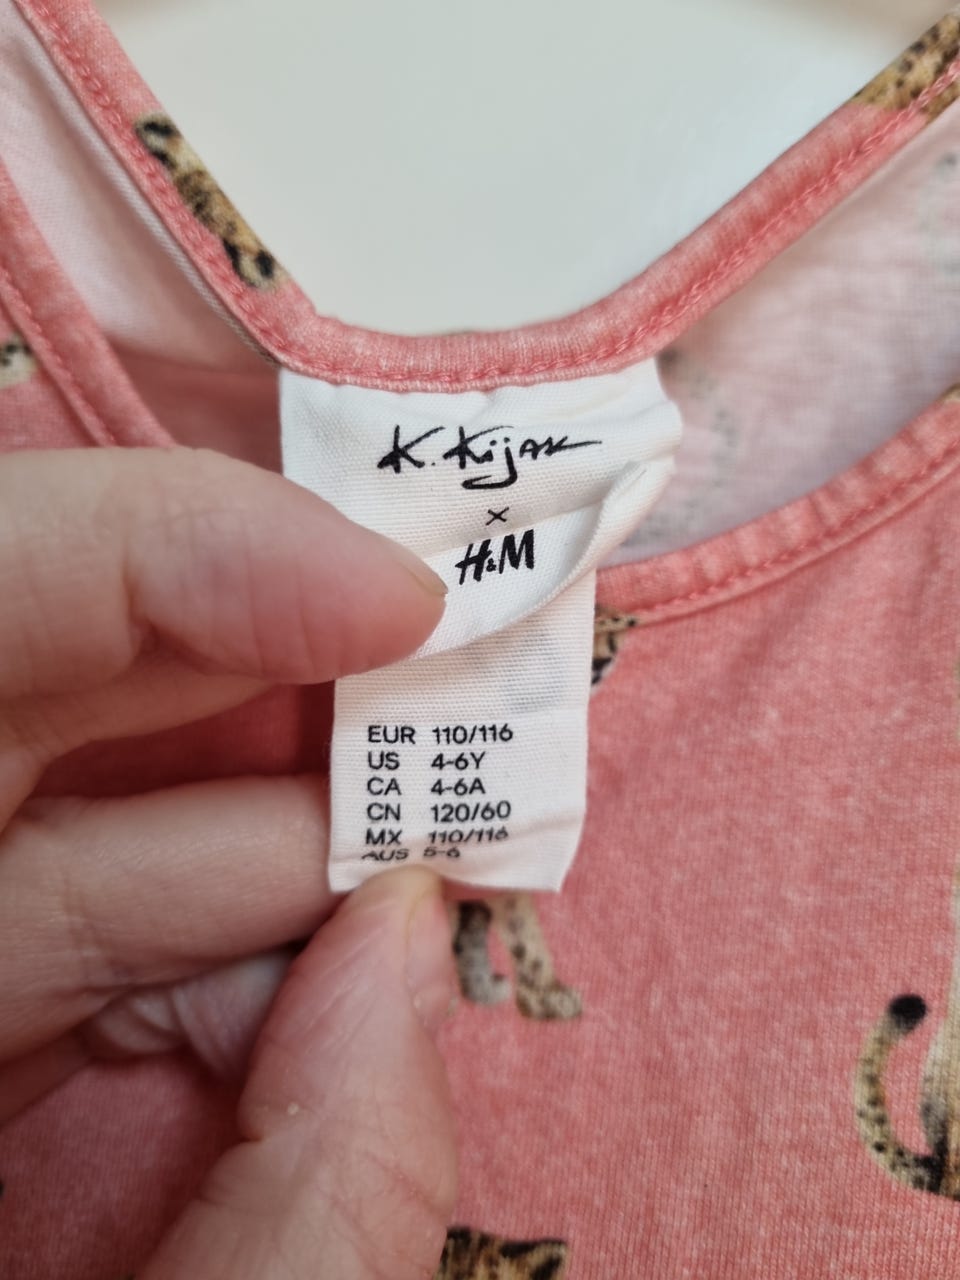 K. Kijak
×
H&M
EUR 110/116
US 4-6Y
CA 4-6A
CN 120/60
MX 110/116
AUS 5-6